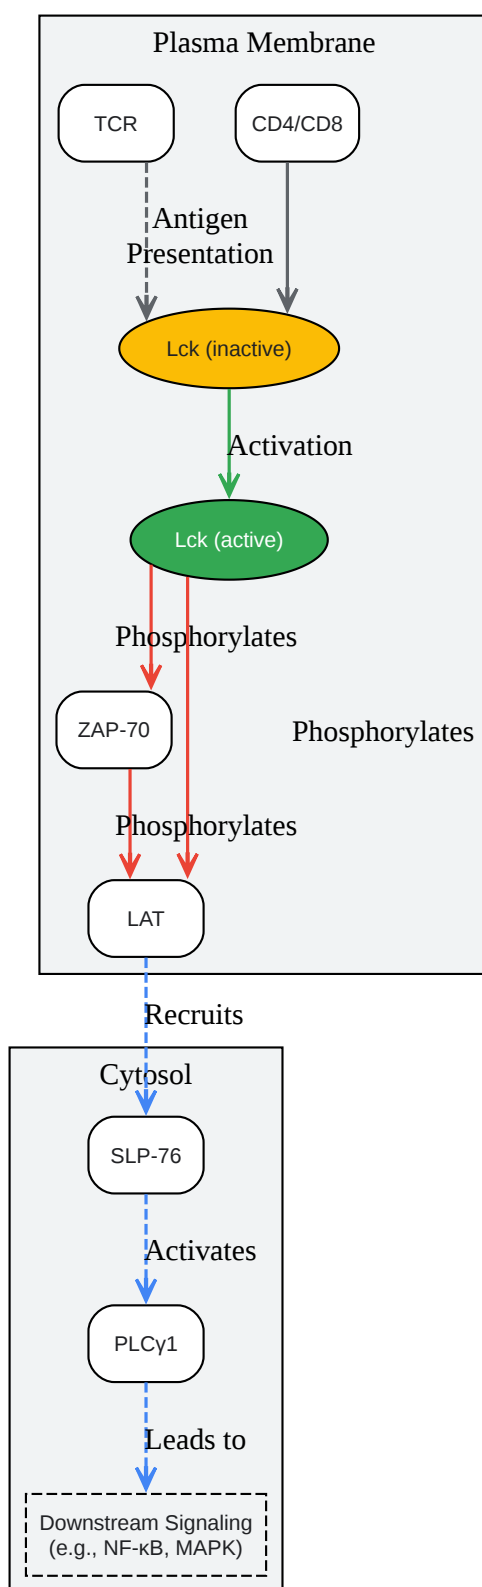 Plasma Membrane
TCR
CD4/CD8
Antigen
Presentation
Lck (inactive)
Activation
Lck (active)
Phosphorylates
ZAP-70
Phosphorylates
Phosphorylates
LAT
Recruits
Cytosol
SLP-76
Activates
PLCγ1
Leads to
Downstream Signaling
(e.g., NF-κB, MAPK)